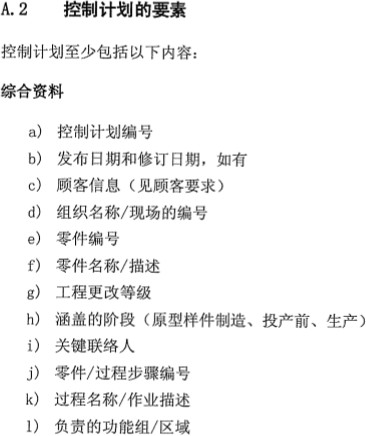 A.2 控制计划的要素
控制计划至少包括以下内容：
综合资料
a) 控制计划编号
b) 发布日期和修订日期，如有
c) 顾客信息（见顾客要求）
d) 组织名称/现场的编号
e) 零件编号
f) 零件名称/描述
g) 工程更改等级
h) 涵盖的阶段（原型样件制造、投产前、生产）
i) 关键联络人
j) 零件/过程步骤编号
k) 过程名称/作业描述
l) 负责的功能组/区域